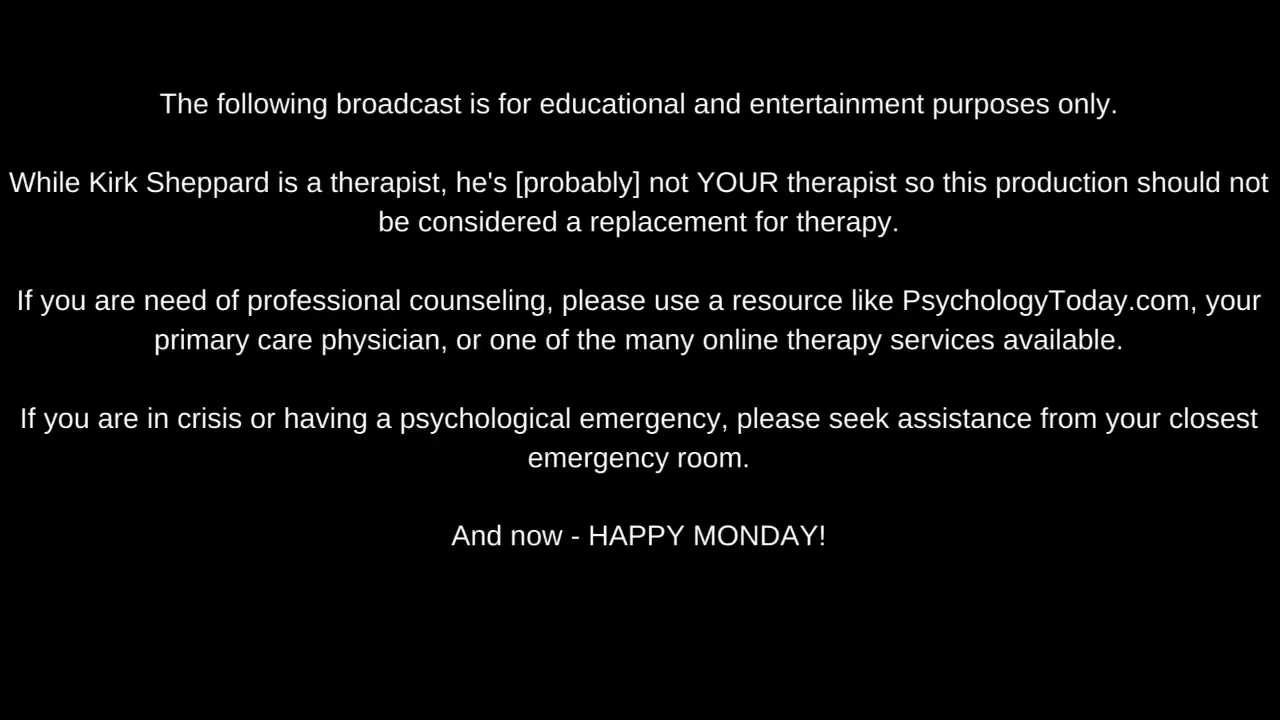 The following broadcast is for educational and entertainment purposes only.
While Kirk Sheppard is a therapist, he's [probably] not YOUR therapist so this production should not
be considered a replacement for therapy.
If you are need of professional counseling, please use a resource like PsychologyToday.com, your
primary care physician, or one of the many online therapy services available.
If you are in crisis or having a psychological emergency, please seek assistance from your closest
emergency room.
And now - HAPPY MONDAY!